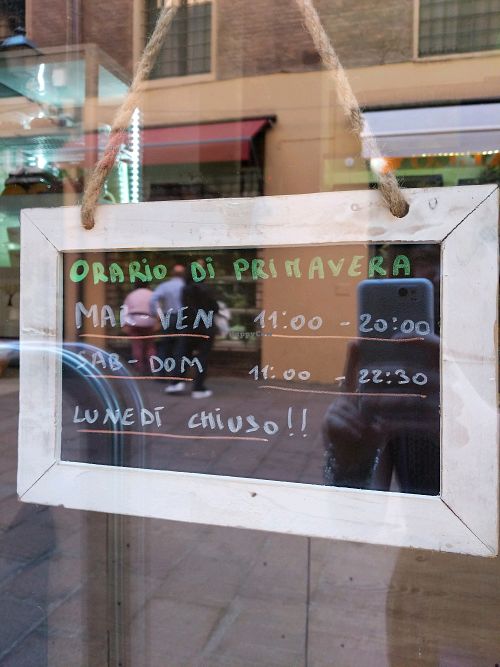 ORARIO DI PRIMAVERA
MAR-VEN 11:00 - 20:00
SAB-DOM 11:00 - 22:30
LUNEDÌ CHIUSO!!